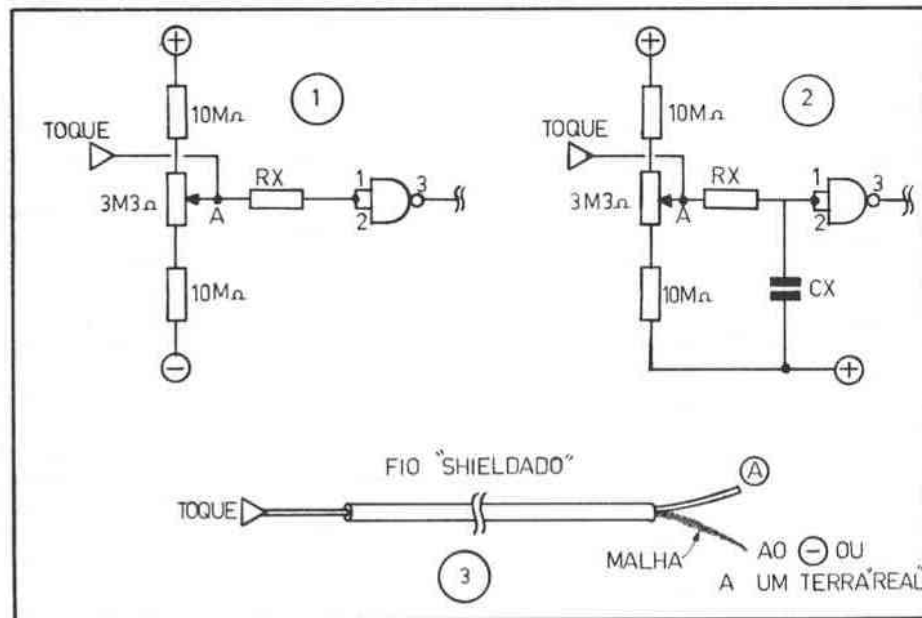 +
+
10MΩ
1
10MΩ
2
TOQUE
TOQUE
RX
1
3
RX
1
3
3M3Ω
A
2
3M3Ω
A
2
10MΩ
10MΩ
CX
−
+
FIO "SHIELDADO"
A
TOQUE
MALHA
AO − OU
3
A UM TERRA"REAL"